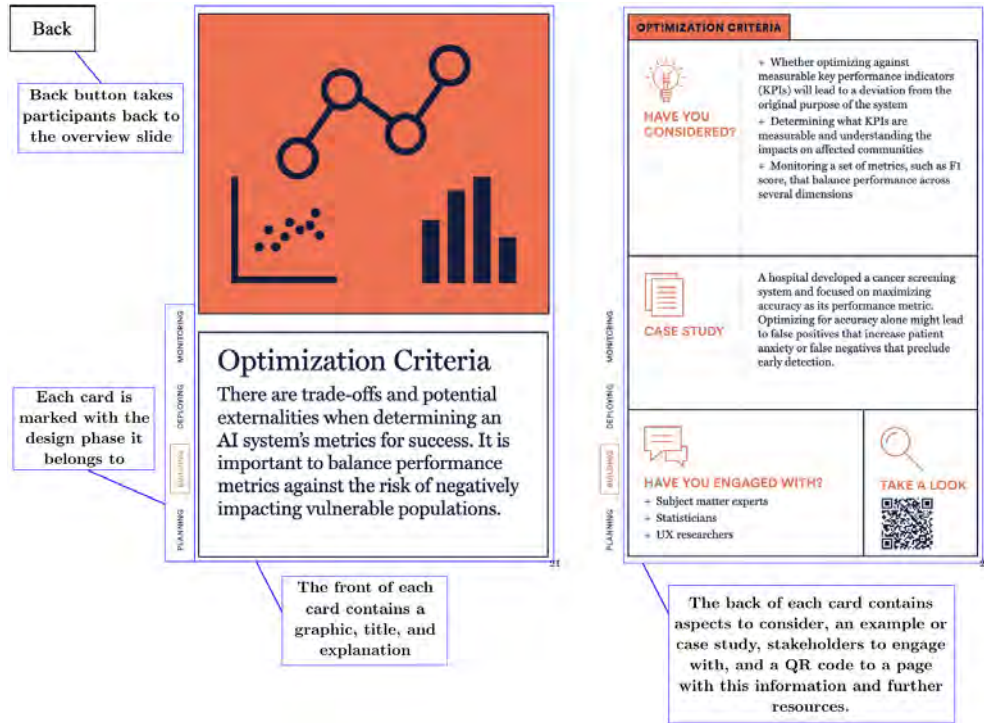 Back
Back button takes
participants back to
the overview slide
MONITORING
DEPLOYING
BUILDING
PLANNING
Each card is
marked with the
design phase it
belongs to
Optimization Criteria
There are trade-offs and potential
externalities when determining an
AI system's metrics for success. It is
important to balance performance
metrics against the risk of negatively
impacting vulnerable populations.
21
The front of each
card contains a
graphic, title, and
explanation
OPTIMIZATION CRITERIA
HAVE YOU
CONSIDERED?
+ Whether optimizing against
measurable key performance indicators
(KPIs) will lead to a deviation from the
original purpose of the system
+ Determining what KPIs are
measurable and understanding the
impacts on affected communities
+ Monitoring a set of metrics, such as F1
score, that balance performance across
several dimensions
MONITORING
DEPLOYING
BUILDING
PLANNING
CASE STUDY
A hospital developed a cancer screening
system and focused on maximizing
accuracy as its performance metric.
Optimizing for accuracy alone might lead
to false positives that increase patient
anxiety or false negatives that preclude
early detection.
HAVE YOU ENGAGED WITH?
+ Subject matter experts
+ Statisticians
+ UX researchers
TAKE A LOOK
The back of each card contains
aspects to consider, an example or
case study, stakeholders to engage
with, and a QR code to a page
with this information and further
resources.